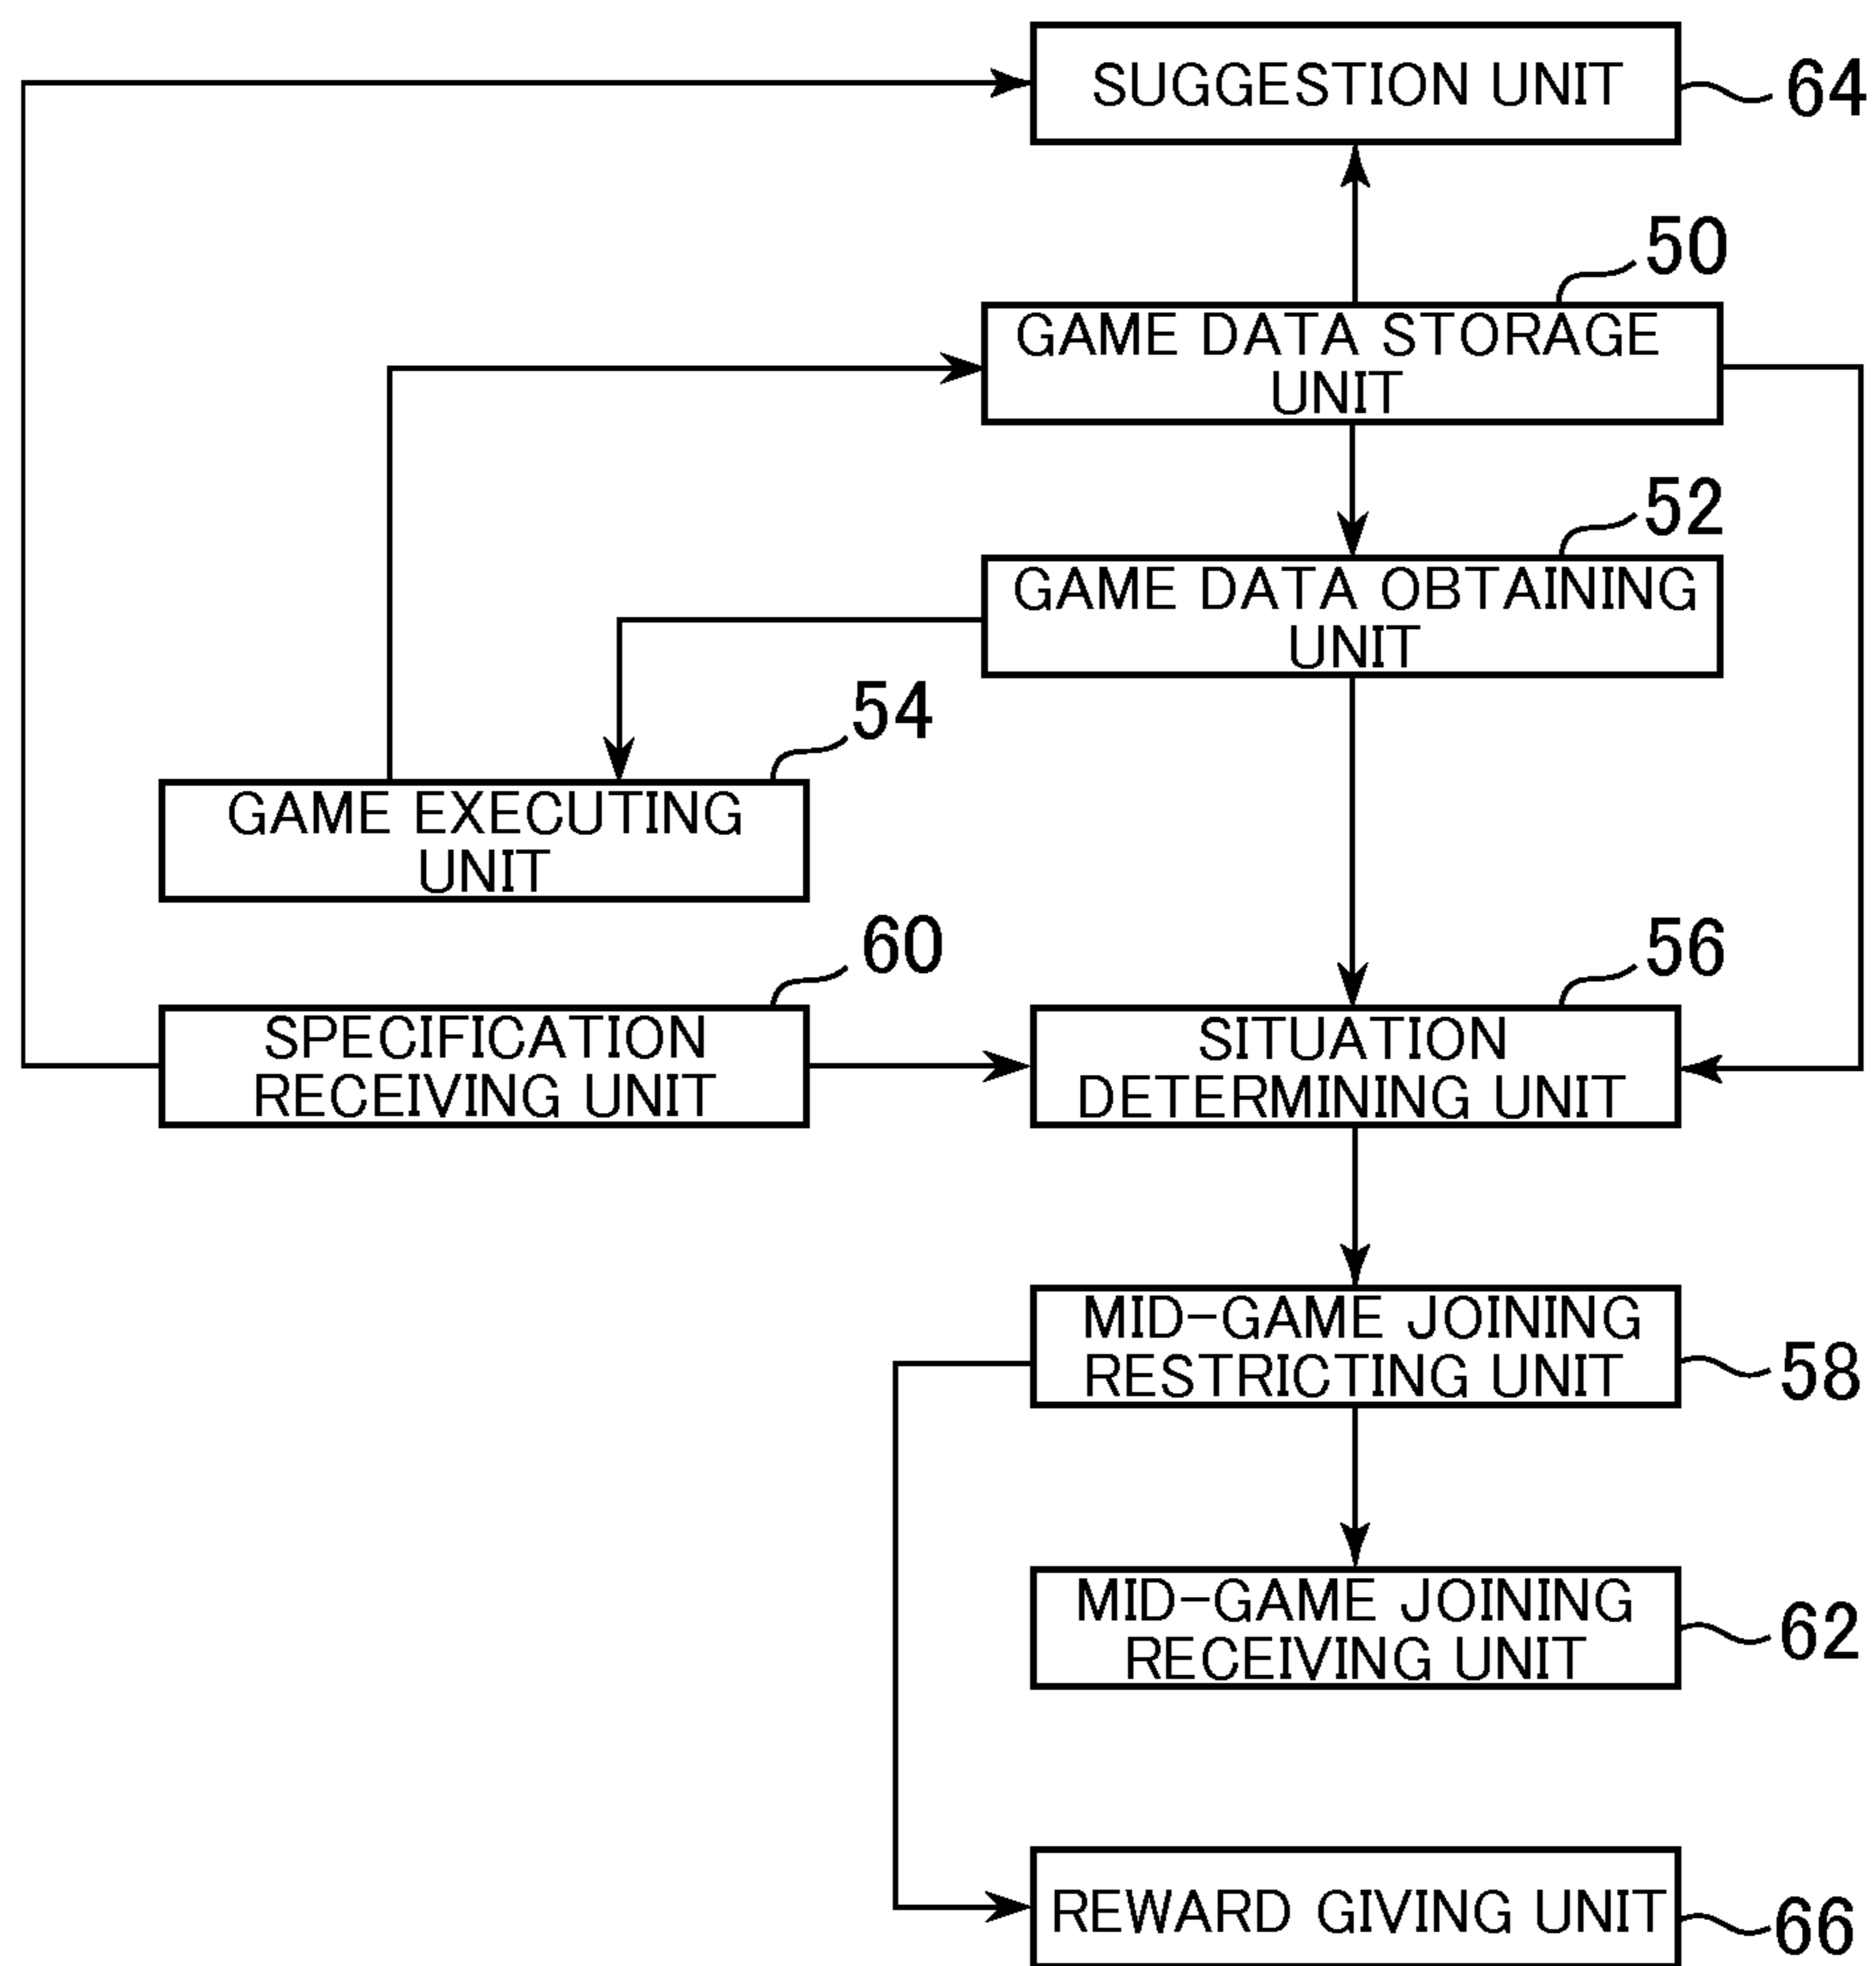 SUGGESTION UNIT
64
50
GAME DATA STORAGE
UNIT
52
GAME DATA OBTAINING
UNIT
54
GAME EXECUTING
UNIT
60
SPECIFICATION
RECEIVING UNIT
56
SITUATION
DETERMINING UNIT
MID-GAME JOINING
RESTRICTING UNIT
58
MID-GAME JOINING
RECEIVING UNIT
62
REWARD GIVING UNIT
66